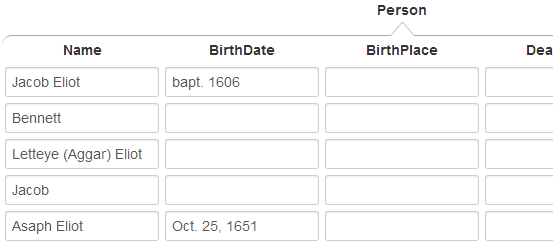 Person
Name BirthDate BirthPlace Dea
Jacob Eliot bapt. 1606
Bennett
Letteye (Aggar) Eliot
Jacob
Asaph Eliot Oct. 25, 1651